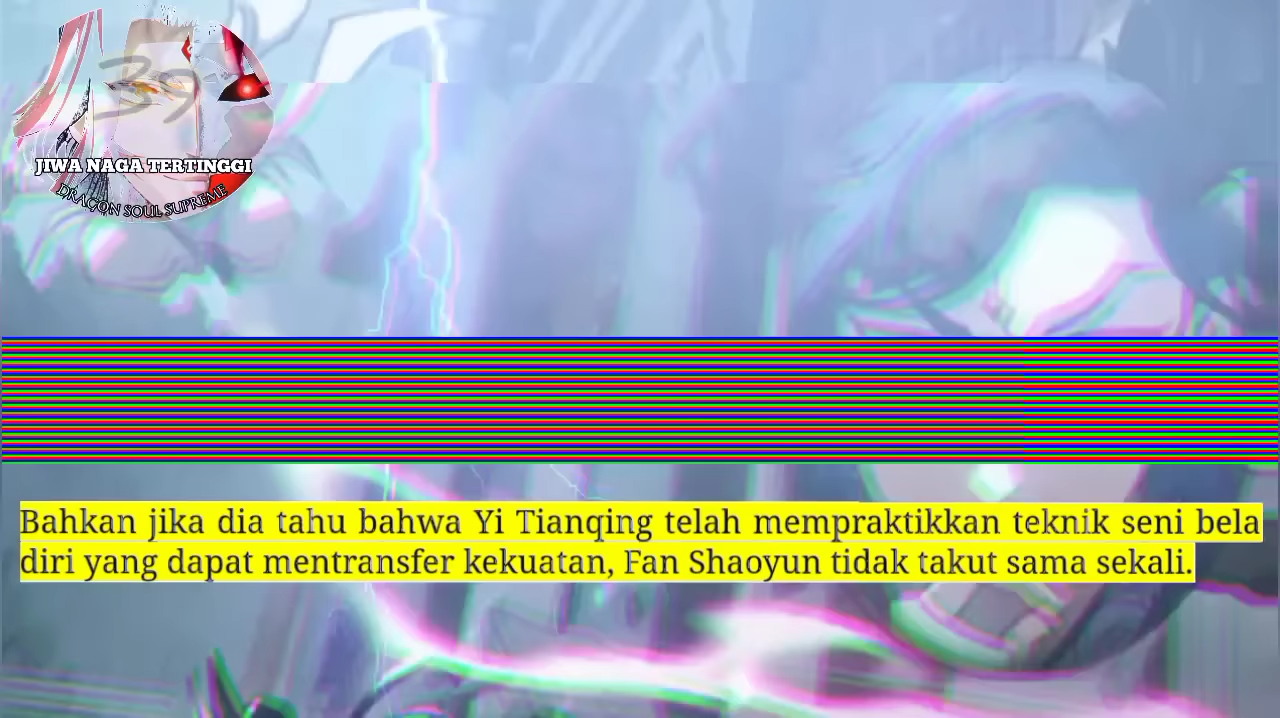 39
JIWA NAGA TERTINGGI
DRAGON SOUL SUPREME
Bahkan jika dia tahu bahwa Yi Tianqing telah mempraktikkan teknik seni bela
diri yang dapat mentransfer kekuatan, Fan Shaoyun tidak takut sama sekali.